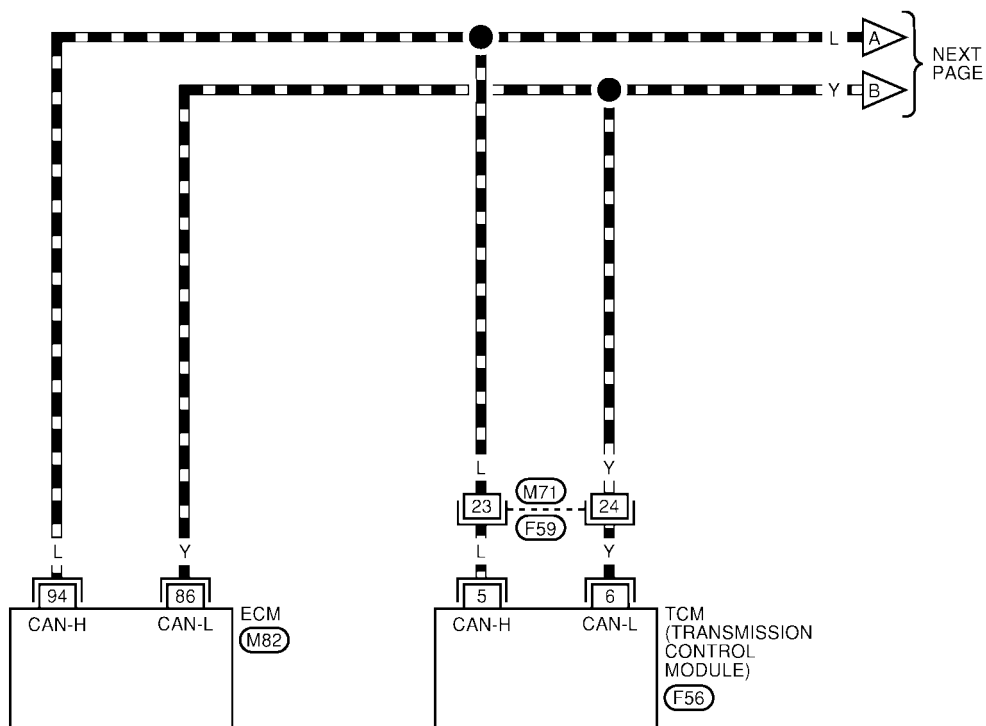 L A
NEXT
PAGE
Y B
L Y
M71
23 24
F59
L Y L Y
94 86 5 6
CAN-H CAN-L ECM CAN-H CAN-L TCM
M82 (TRANSMISSION
CONTROL
MODULE)
F56